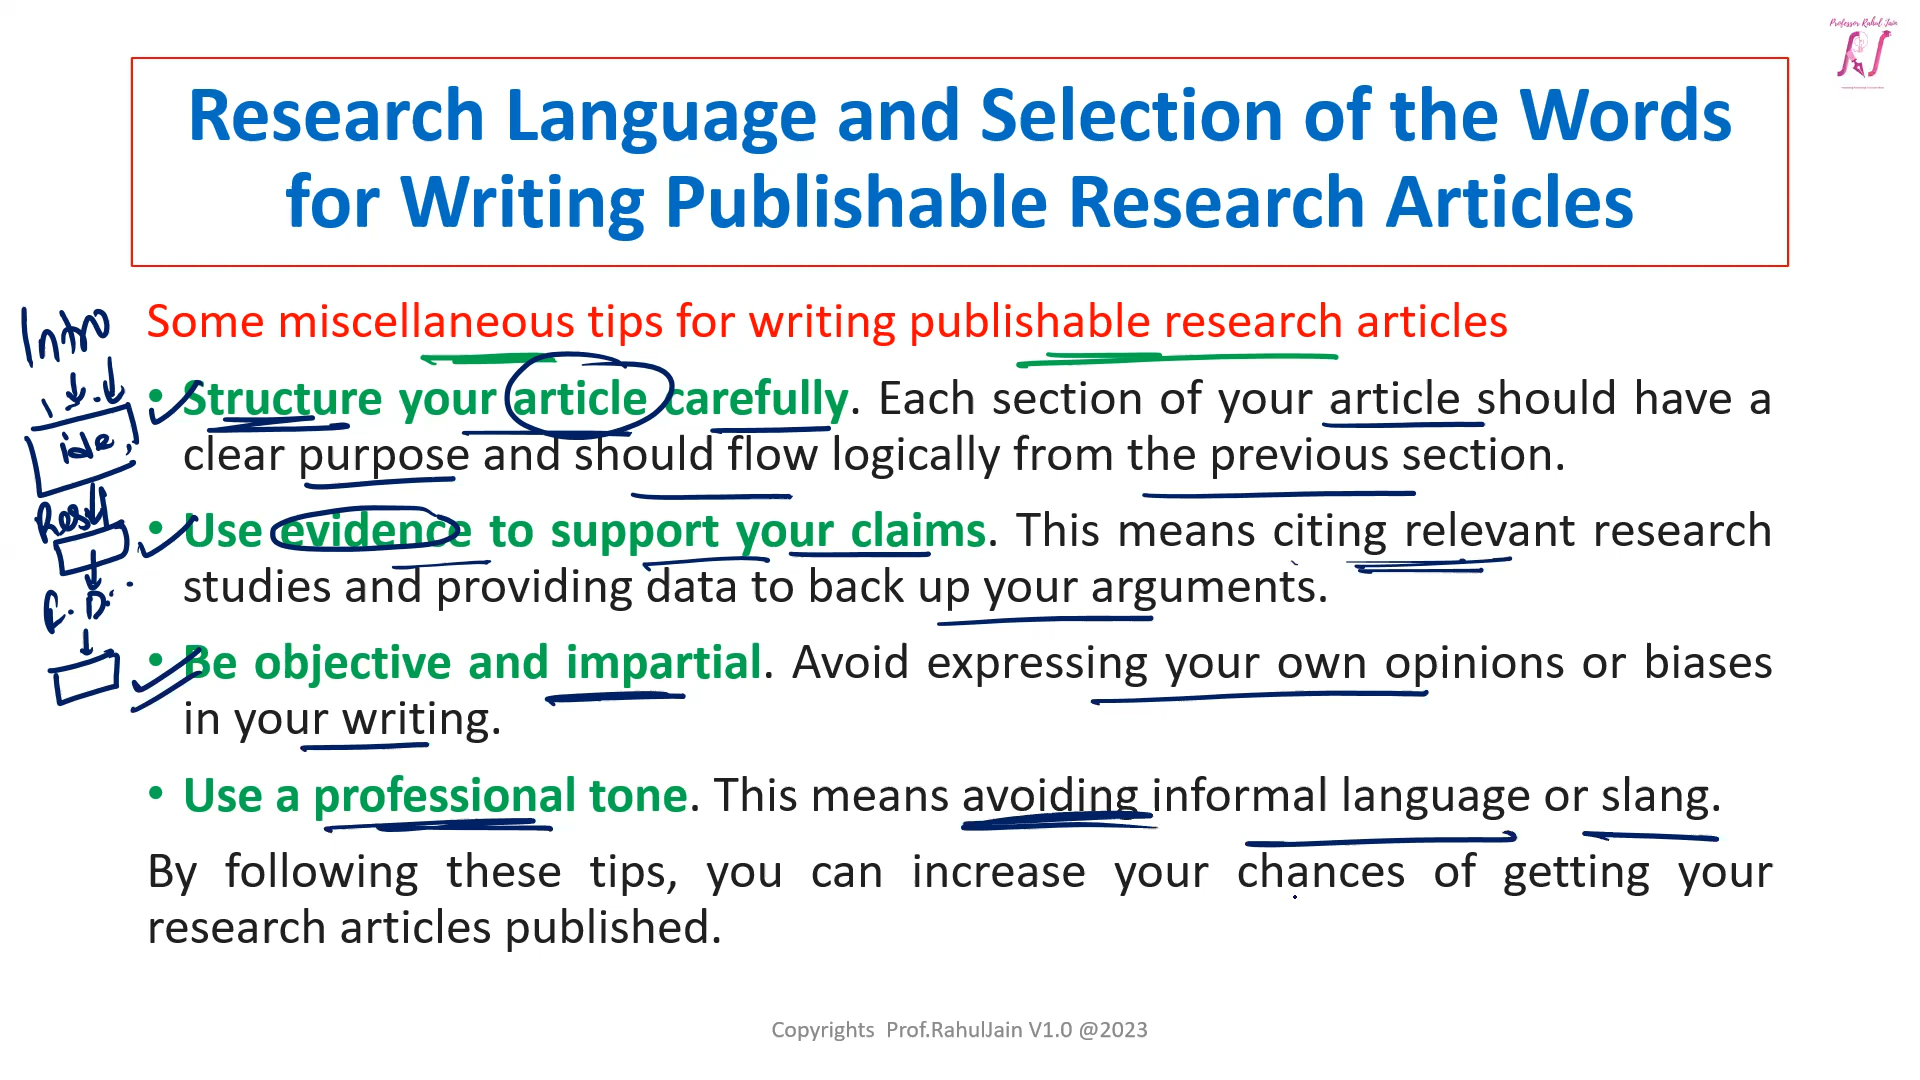 Professor Rahul Jain
Research Language and Selection of the Words
for Writing Publishable Research Articles
Intro
Some miscellaneous tips for writing publishable research articles
• Structure your article carefully. Each section of your article should have a
clear purpose and should flow logically from the previous section.
• Use evidence to support your claims. This means citing relevant research
studies and providing data to back up your arguments.
• Be objective and impartial. Avoid expressing your own opinions or biases
in your writing.
• Use a professional tone. This means avoiding informal language or slang.
By following these tips, you can increase your chances of getting your
research articles published.
Copyrights Prof.RahulJain V1.0 @2023